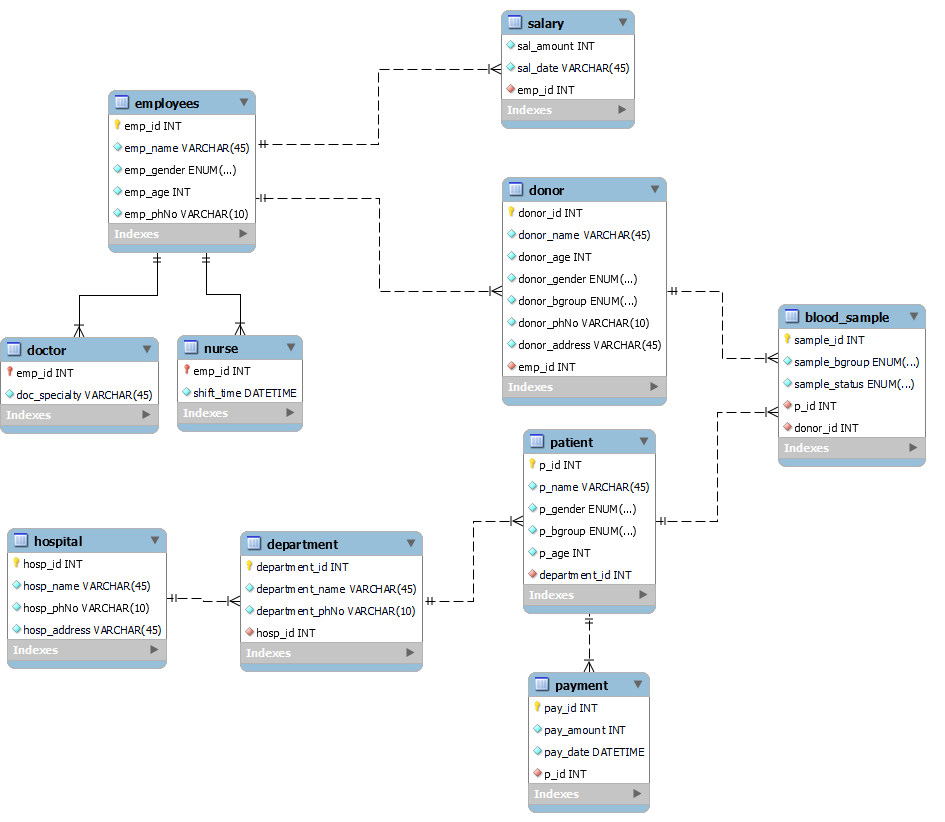 salary
sal_amount INT
sal_date VARCHAR(45)
emp_id INT
Indexes
employees
emp_id INT
emp_name VARCHAR(45)
emp_gender ENUM(...)
emp_age INT
emp_phNo VARCHAR(10)
Indexes
donor
donor_id INT
donor_name VARCHAR(45)
donor_age INT
donor_gender ENUM(...)
donor_bgroup ENUM(...)
donor_phNo VARCHAR(10)
donor_address VARCHAR(45)
emp_id INT
Indexes
blood_sample
sample_id INT
sample_bgroup ENUM(...)
sample_status ENUM(...)
p_id INT
donor_id INT
Indexes
doctor
emp_id INT
doc_specialty VARCHAR(45)
Indexes
nurse
emp_id INT
shift_time DATETIME
Indexes
patient
p_id INT
p_name VARCHAR(45)
p_gender ENUM(...)
p_bgroup ENUM(...)
p_age INT
department_id INT
Indexes
hospital
hosp_id INT
hosp_name VARCHAR(45)
hosp_phNo VARCHAR(10)
hosp_address VARCHAR(45)
Indexes
department
department_id INT
department_name VARCHAR(45)
department_phNo VARCHAR(10)
hosp_id INT
Indexes
payment
pay_id INT
pay_amount INT
pay_date DATETIME
p_id INT
Indexes